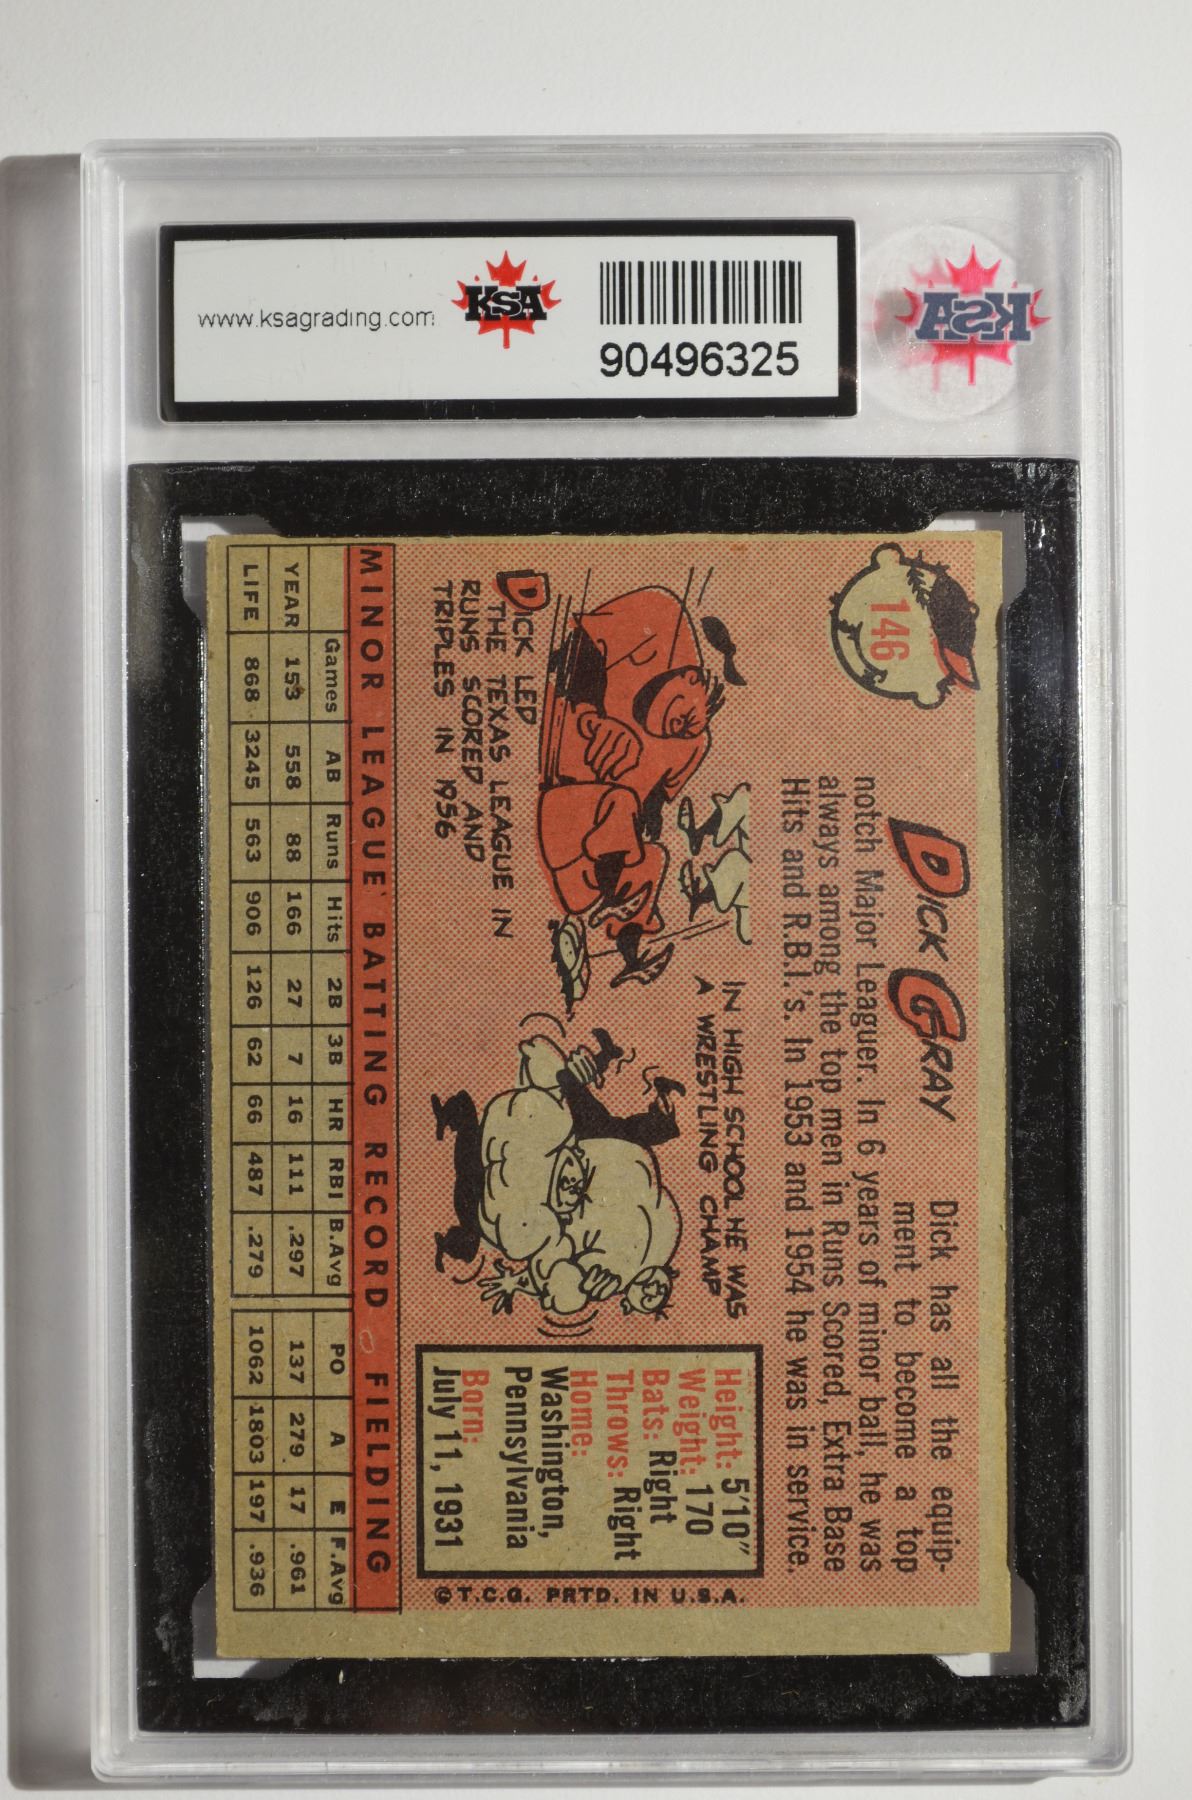 www.ksagrading.com
KSA
90496325
KSA
146
DICK GRAY
Dick has all the equip-
ment to become a top
notch Major Leaguer. In 6 years of minor ball, he was
always among the top men in Runs Scored, Extra Base
Hits and R.B.I.'s. In 1953 and 1954 he was in service.
DICK LED
THE TEXAS LEAGUE IN
RUNS SCORED AND
TRIPLES IN 1956
IN HIGH SCHOOL HE WAS
A WRESTLING CHAMP
Height: 5'10"
Weight: 170
Bats: Right
Throws: Right
Home:
Washington,
Pennsylvania
Born:
July 11, 1931
©T.C.G. PRTD. IN U.S.A.
MINOR LEAGUE BATTING RECORD FIELDING
Games AB Runs Hits 2B 3B HR RBI B.Avg PO A E F.Avg
YEAR 153 558 88 166 27 7 16 111 .297 137 279 17 .961
LIFE 868 3245 563 906 126 62 66 487 .279 1062 1803 197 .936